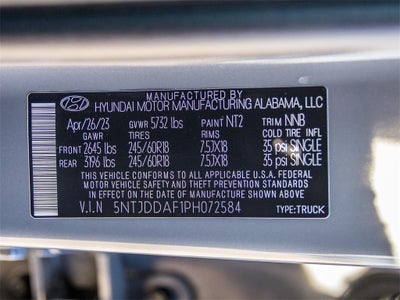 MANUFACTURED BY
HYUNDAI MOTOR MANUFACTURING ALABAMA, LLC
Apr/26/23 GVWR 5732 lbs PAINT NT2 TRIM NNB
GAWR TIRES RIMS COLD TIRE INFL
FRONT 2645 lbs 245/60R18 7.5JX18 35 psi SINGLE
REAR 3196 lbs 245/60R18 7.5JX18 35 psi SINGLE
THIS VEHICLE CONFORMS TO ALL APPLICABLE
U.S.A. FEDERAL MOTOR VEHICLE SAFETY
STANDARDS IN EFFECT ON THE DATE OF
MANUFACTURE SHOWN ABOVE.
V.I.N 5NTJDDAF1PH072584 TYPE:TRUCK